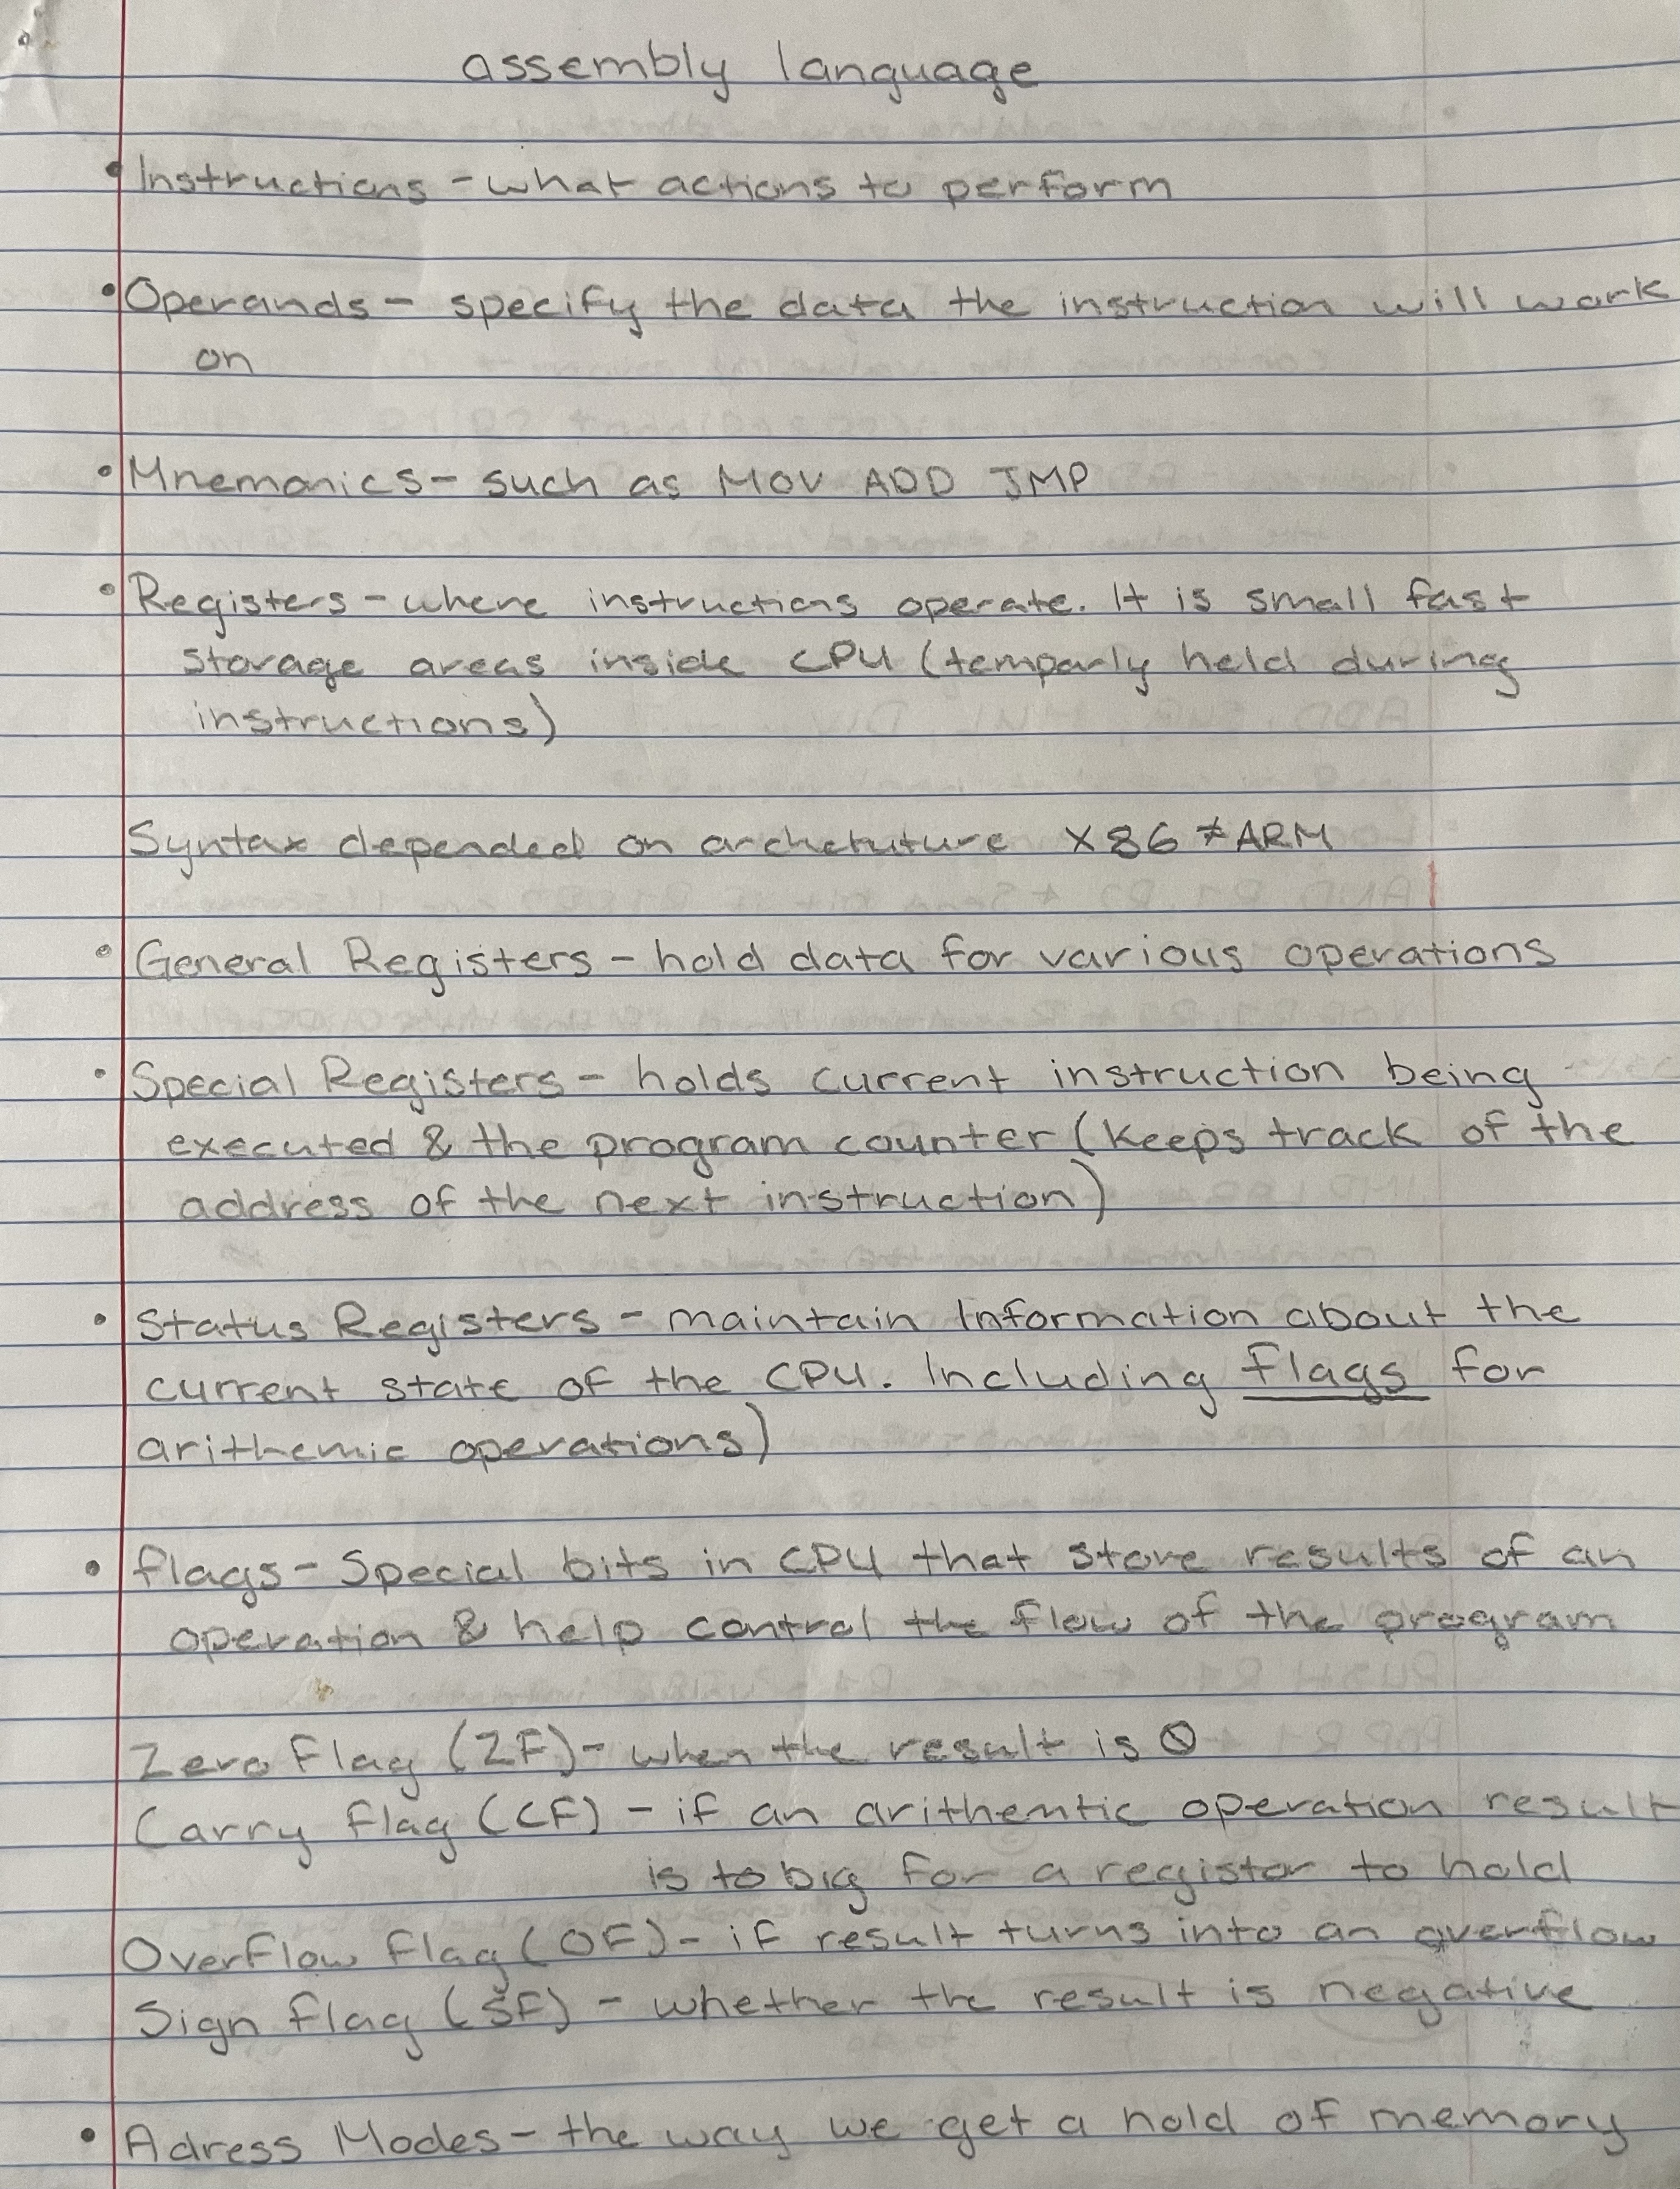 assembly language
• Instructions - what actions to perform
• Operands - specify the data the instruction will work
on
• Mnemonics - such as MOV ADD JMP
• Registers - where instructions operate. It is small fast
storage areas inside CPU (temparly held during
instructions)
Syntax depended on archetuture X86 ≠ ARM
• General Registers - hold data for various operations
• Special Registers - holds current instruction being
executed & the program counter (keeps track of the
address of the next instruction)
• Status Registers - maintain Information about the
current state of the CPU. Including flags for
arithemic operations)
• flags - Special bits in CPU that store results of an
operation & help control the flow of the program
Zero Flag (ZF) - when the result is 0
Carry flag (CF) - if an arithemtic operation result
is to big for a registor to hold
OverFlow flag (OF) - if result turns into an overflow
Sign flag (SF) - whether the result is negative
• Adress Modes - the way we get a hold of memory